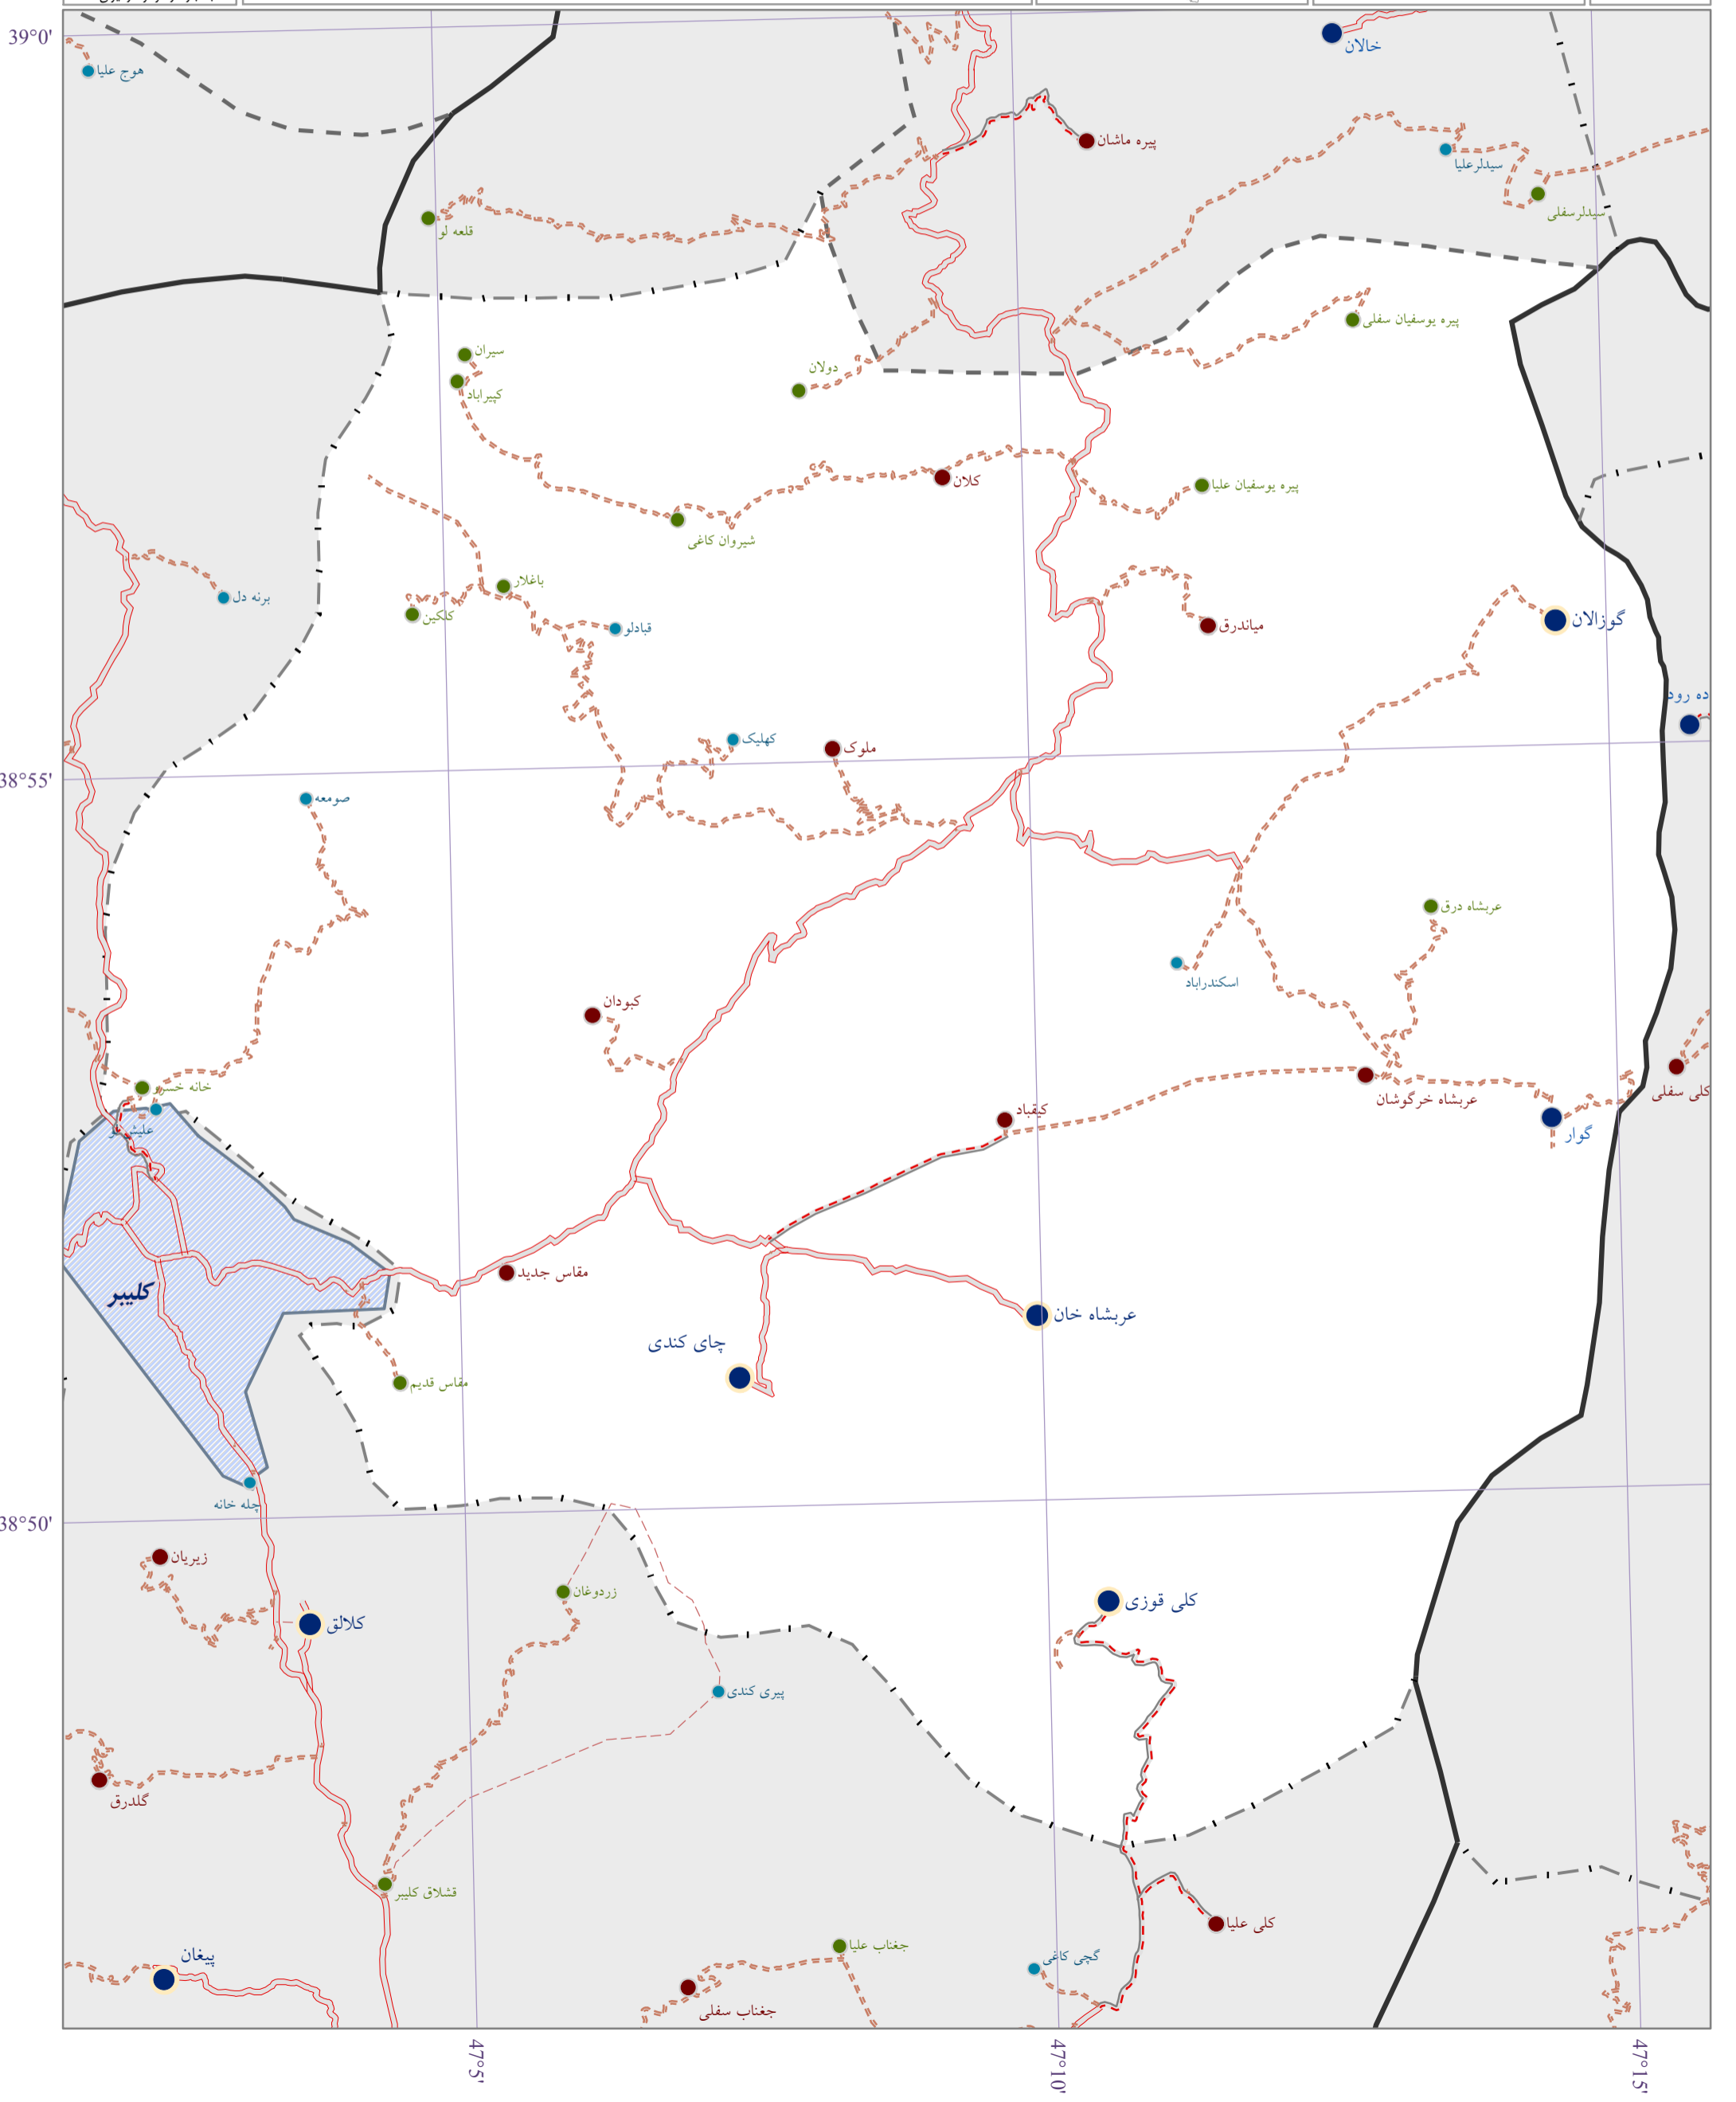 39°0'
خالان
هوج علیا
پیره ماشان
سیدلرعلیا
سیدلرسفلی
قلعه لو
پیره یوسفیان سفلی
سیران
دولان
کپیراباد
کلان
پیره یوسفیان علیا
شیروان کاغی
باغلار
برنه دل
کلکین
قبادلو
میاندرق
گوزالان
ده رود
کهلیک
ملوک
38°55'
صومعه
عربشاه درق
اسکندراباد
کبودان
خانه خسرو
کیقباد
عربشاه خرگوشان
کلی سفلی
گوار
کلیبر
مقاس جدید
عربشاه خان
چای کندی
مقاس قدیم
چله خانه
38°50'
زیریان
زردوغان
کلی قوزی
کلالق
پیری کندی
گلدرق
قشلاق کلیبر
کلی علیا
جغناب علیا
گچی کاغی
پیغان
جغناب سفلی
47°5'
47°10'
47°15'